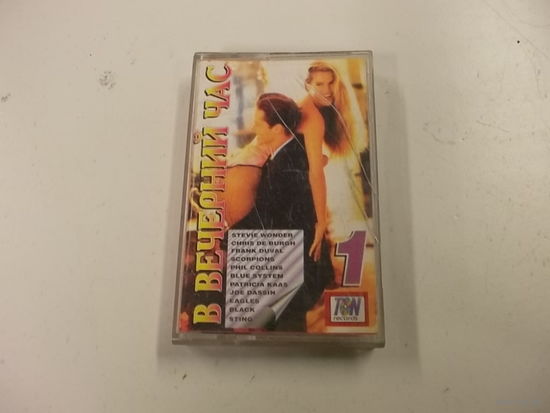 В ВЕЧЕРНИЙ ЧАС
STEVIE WONDER
CHRIS DE BURGH
FRANK DUVAL
SCORPIONS
PHIL COLLINS
BLUE SYSTEM
PATRICIA KAAS
JOE DASSIN
EAGLES
BLACK
STING
1
records